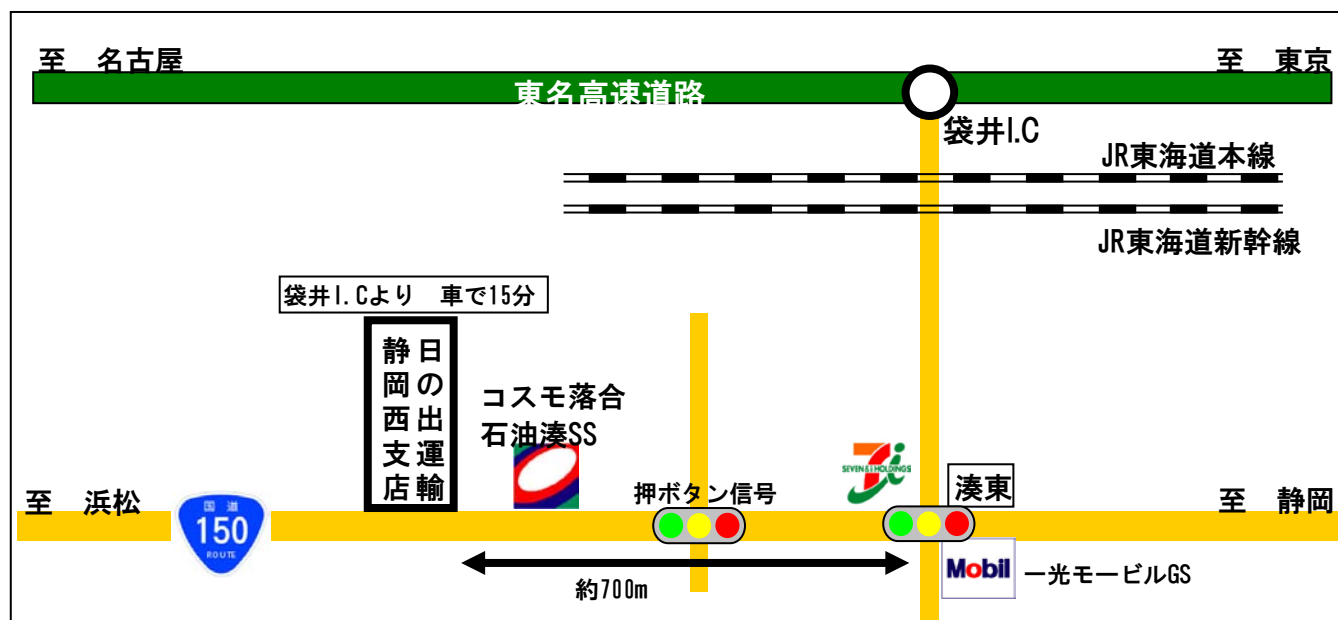 至 名古屋
至 東京
東名高速道路
袋井I.C
JR東海道本線
JR東海道新幹線
袋井I.Cより 車で15分
日の出運輸
静岡西支店
コスモ落合
石油湊SS
SEVEN&i HOLDINGS
押ボタン信号
湊東
至 浜松
国道
150
ROUTE
至 静岡
約700m
Mobil
一光モービルGS